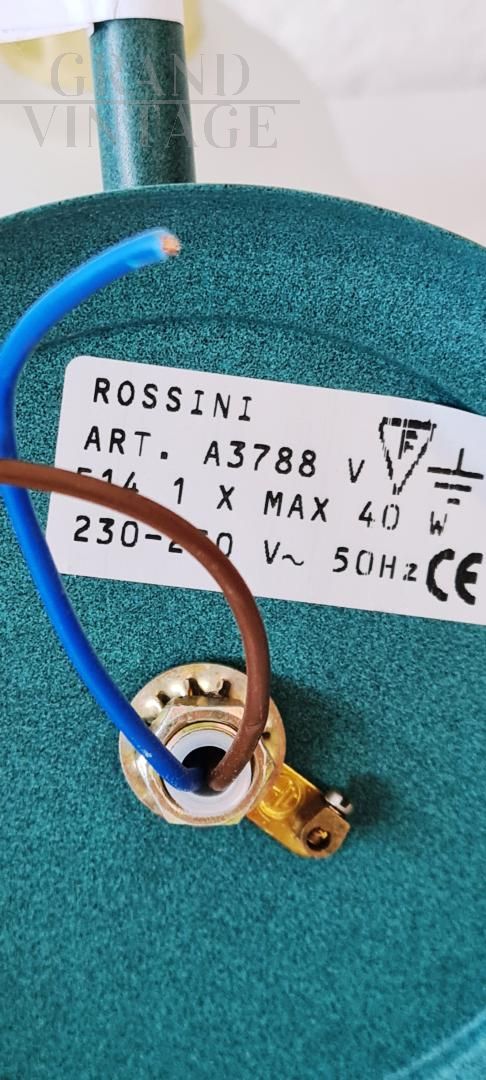 GRAND
VINTAGE
ROSSINI
ART. A3788 V F
1 X MAX 40 W
V~ 50Hz CE